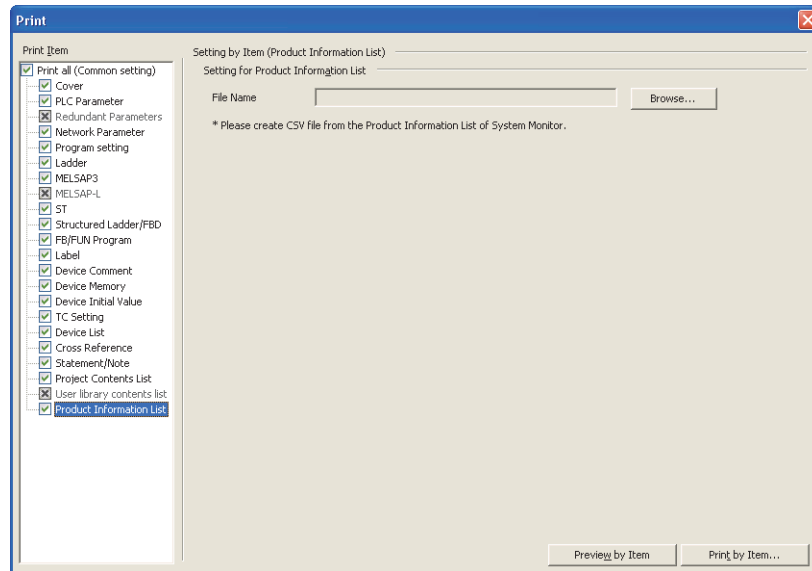 Print
Print Item
Print all (Common setting)
Cover
PLC Parameter
Redundant Parameters
Network Parameter
Program setting
Ladder
MELSAP3
MELSAP-L
ST
Structured Ladder/FBD
FB/FUN Program
Label
Device Comment
Device Memory
Device Initial Value
TC Setting
Device List
Cross Reference
Statement/Note
Project Contents List
User library contents list
Product Information List
Setting by Item (Product Information List)
Setting for Product Information List
File Name
Browse...
* Please create CSV file from the Product Information List of System Monitor.
Preview by Item
Print by Item...